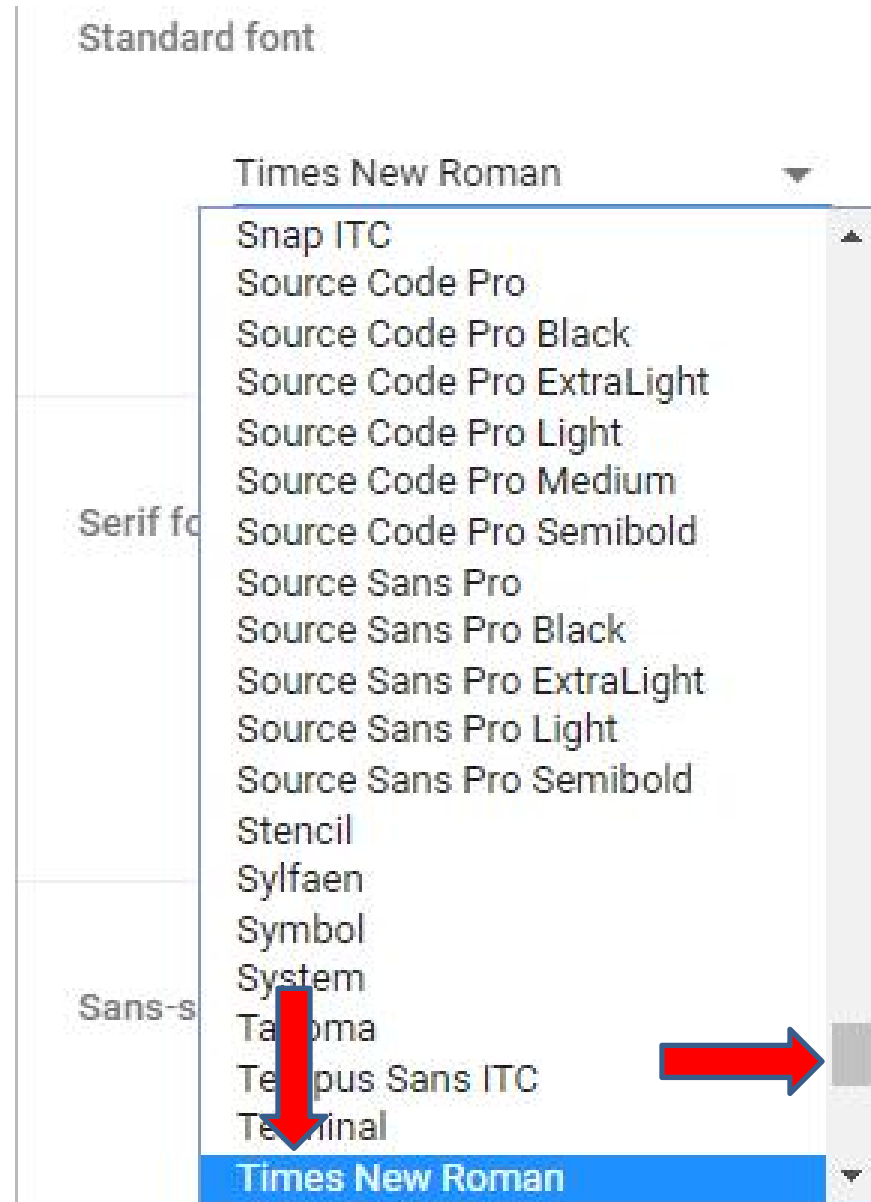 Standard font
Times New Roman
Snap ITC
Source Code Pro
Source Code Pro Black
Source Code Pro ExtraLight
Source Code Pro Light
Source Code Pro Medium
Serif fo
Source Code Pro Semibold
Source Sans Pro
Source Sans Pro Black
Source Sans Pro ExtraLight
Source Sans Pro Light
Source Sans Pro Semibold
Stencil
Sylfaen
Symbol
System
Sans-s
Tahoma
Tempus Sans ITC
Terminal
Times New Roman